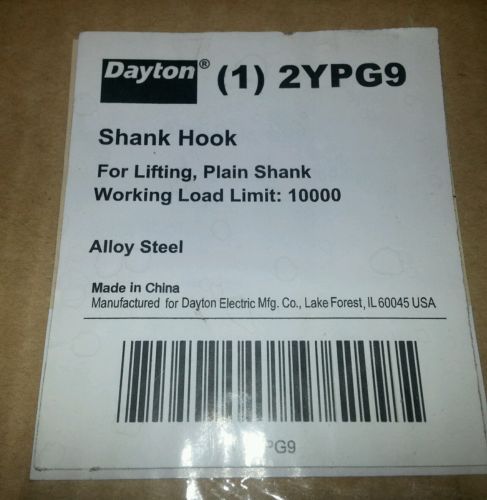 Dayton® (1) 2YPG9
Shank Hook
For Lifting, Plain Shank
Working Load Limit: 10000
Alloy Steel
Made in China
Manufactured for Dayton Electric Mfg. Co., Lake Forest, IL 60045 USA
PG9